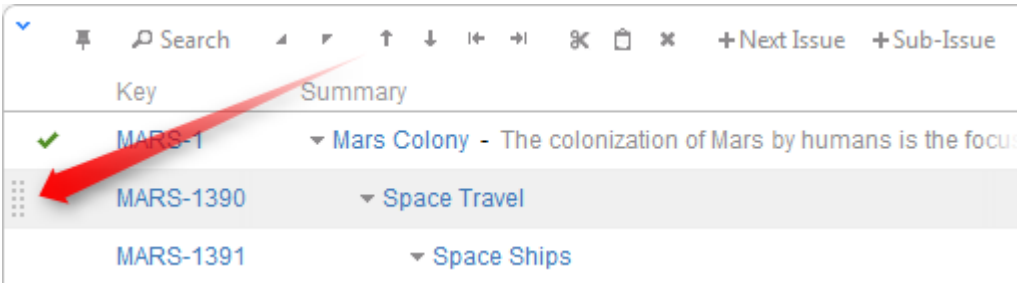 Search +Next Issue +Sub-Issue
Key Summary
MARS-1 Mars Colony - The colonization of Mars by humans is the focu
MARS-1390 Space Travel
MARS-1391 Space Ships